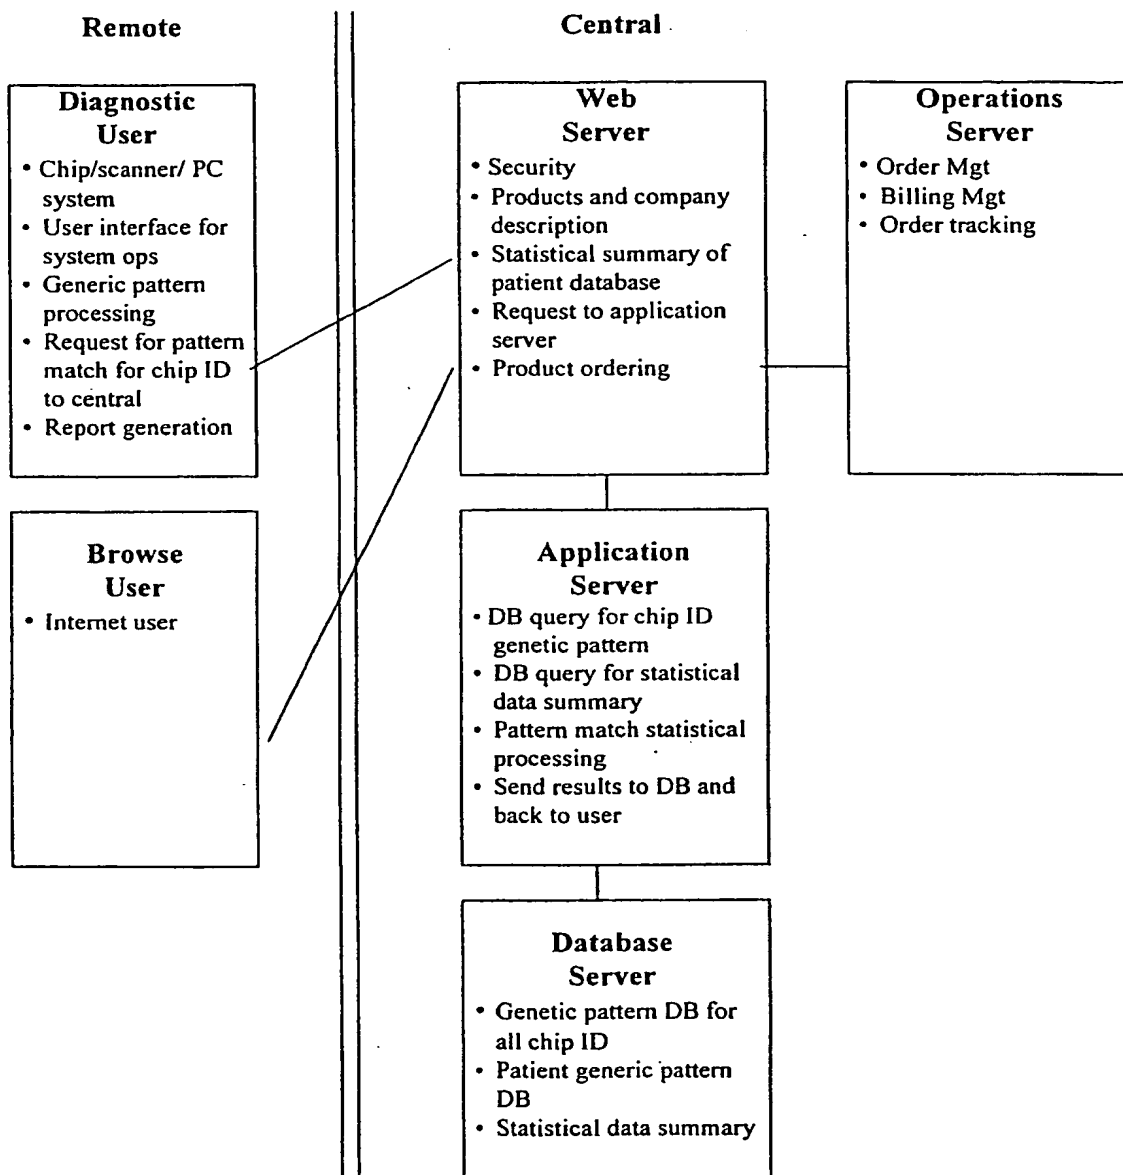 Remote
Central
Diagnostic
User
• Chip/scanner/ PC
system
• User interface for
system ops
• Generic pattern
processing
• Request for pattern
match for chip ID
to central
• Report generation
Web
Server
• Security
• Products and company
description
• Statistical summary of
patient database
• Request to application
server
• Product ordering
Operations
Server
• Order Mgt
• Billing Mgt
• Order tracking
Browse
User
• Internet user
Application
Server
• DB query for chip ID
genetic pattern
• DB query for statistical
data summary
• Pattern match statistical
processing
• Send results to DB and
back to user
Database
Server
• Genetic pattern DB for
all chip ID
• Patient generic pattern
DB
• Statistical data summary